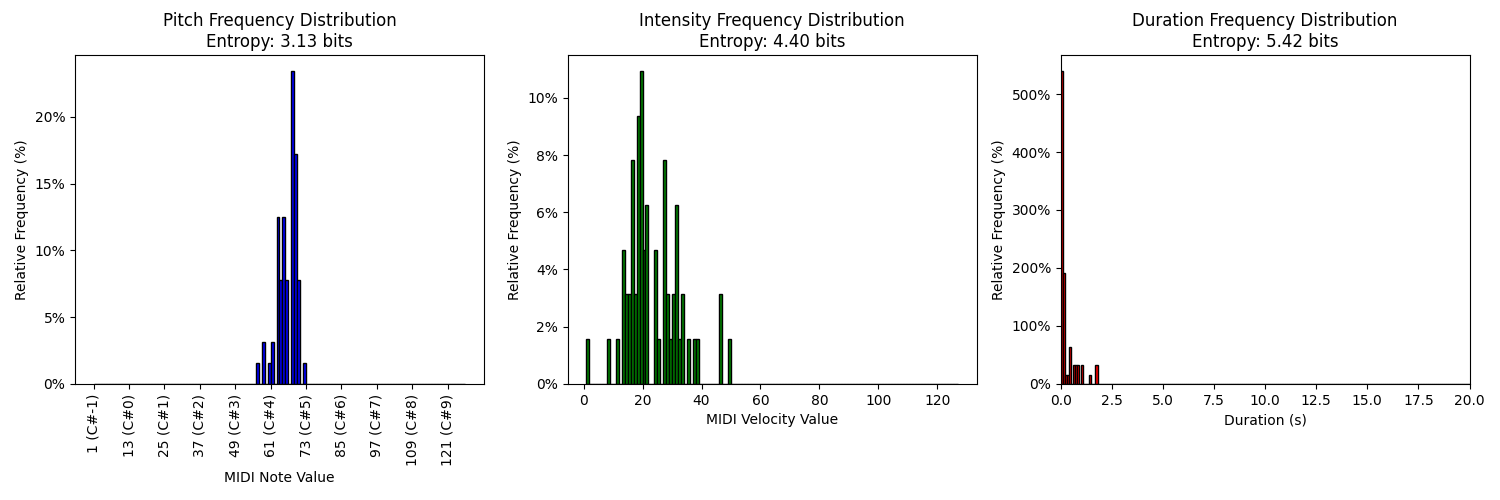 Pitch Frequency Distribution
Entropy: 3.13 bits
Relative Frequency (%)
20%
15%
10%
5%
0%
1 (C#-1)
13 (C#0)
25 (C#1)
37 (C#2)
49 (C#3)
61 (C#4)
73 (C#5)
85 (C#6)
97 (C#7)
109 (C#8)
121 (C#9)
MIDI Note Value
Intensity Frequency Distribution
Entropy: 4.40 bits
Relative Frequency (%)
10%
8%
6%
4%
2%
0%
0 20 40 60 80 100 120
MIDI Velocity Value
Duration Frequency Distribution
Entropy: 5.42 bits
Relative Frequency (%)
500%
400%
300%
200%
100%
0%
0.0 2.5 5.0 7.5 10.0 12.5 15.0 17.5 20.0
Duration (s)